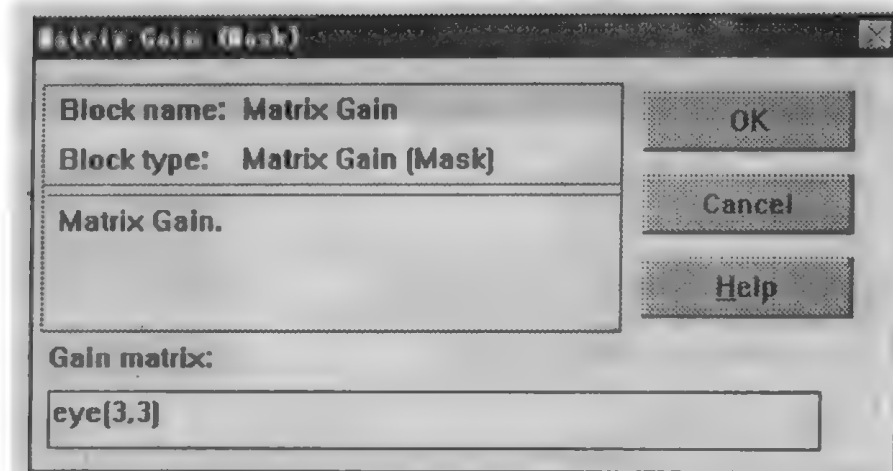 Matrix Gain (Mask)
Block name: Matrix Gain
Block type: Matrix Gain (Mask)
Matrix Gain.
OK
Cancel
Help
Gain matrix:
eye(3,3)